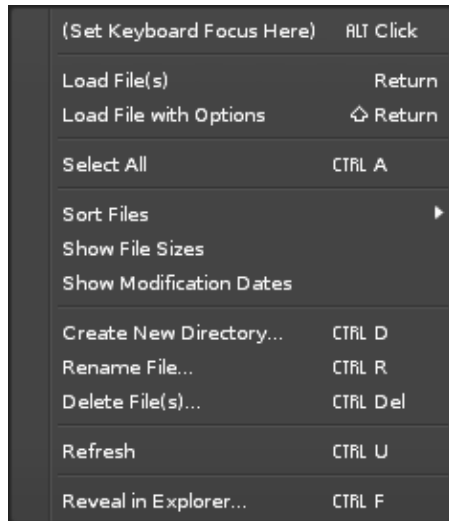 (Set Keyboard Focus Here) ALT Click
Load File(s) Return
Load File with Options ⇧ Return
Select All CTRL A
Sort Files
Show File Sizes
Show Modification Dates
Create New Directory... CTRL D
Rename File... CTRL R
Delete File(s)... CTRL Del
Refresh CTRL U
Reveal in Explorer... CTRL F